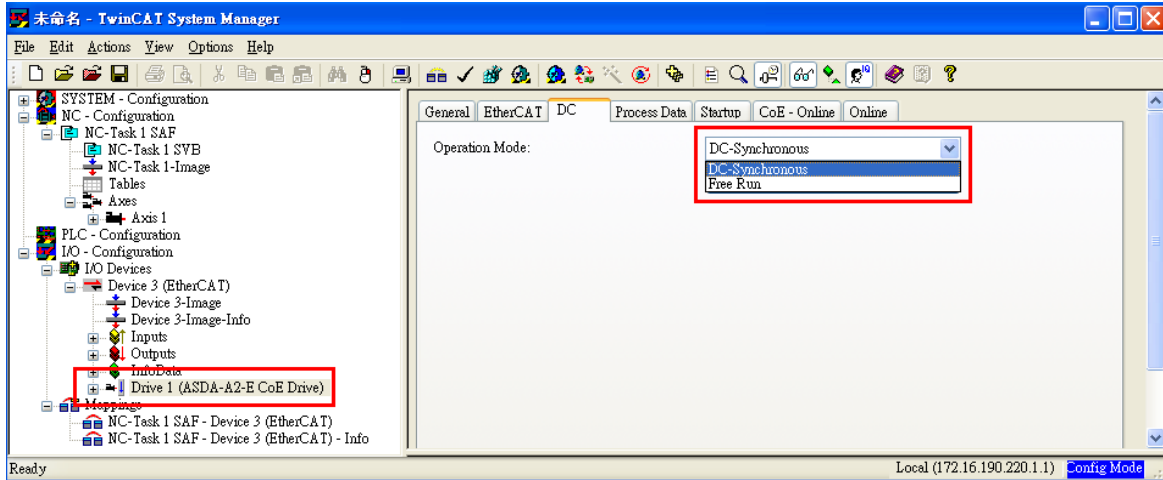 未命名 - TwinCAT System Manager
File Edit Actions View Options Help
SYSTEM - Configuration
NC - Configuration
NC-Task 1 SAF
NC-Task 1 SVB
NC-Task 1-Image
Tables
Axes
Axis 1
PLC - Configuration
I/O - Configuration
I/O Devices
Device 3 (EtherCAT)
Device 3-Image
Device 3-Image-Info
Inputs
Outputs
InfoData
Drive 1 (ASDA-A2-E CoE Drive)
Mappings
NC-Task 1 SAF - Device 3 (EtherCAT)
NC-Task 1 SAF - Device 3 (EtherCAT) - Info
General EtherCAT DC Process Data Startup CoE - Online Online
Operation Mode: DC-Synchronous
DC-Synchronous
Free Run
Ready Local (172.16.190.220.1.1) Config Mode